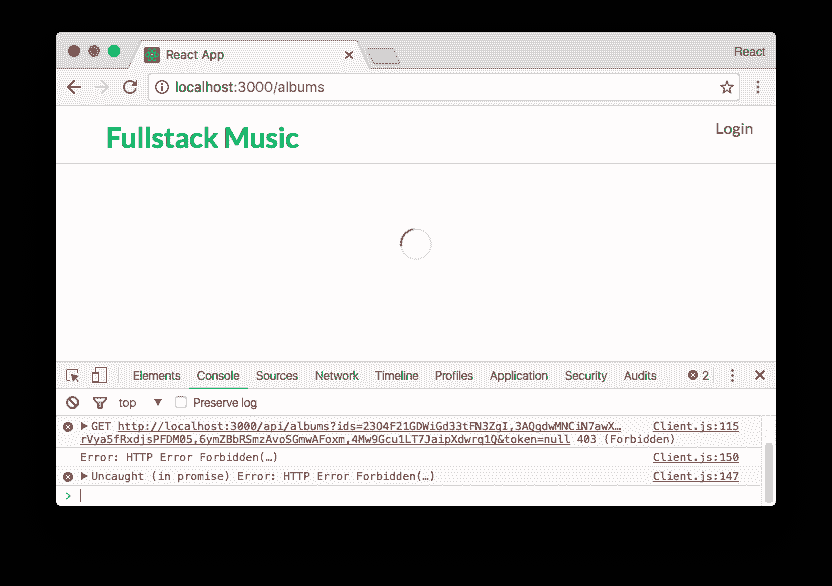 React App
React
localhost:3000/albums
Fullstack Music
Login
Elements Console Sources Network Timeline Profiles Application Security Audits 2
top Preserve log
GET http://localhost:3000/api/albums?ids=23O4F21GDWiGd33tFN3ZgI,3AQgdwMNCiN7awX… Client.js:115
rVya5fRxdjsPFDM05,6ymZBbRSmzAvoSGmwAFoxm,4Mw9Gcu1LT7JaipXdwrq1Q&token=null 403 (Forbidden)
Error: HTTP Error Forbidden(…) Client.js:150
Uncaught (in promise) Error: HTTP Error Forbidden(…) Client.js:147